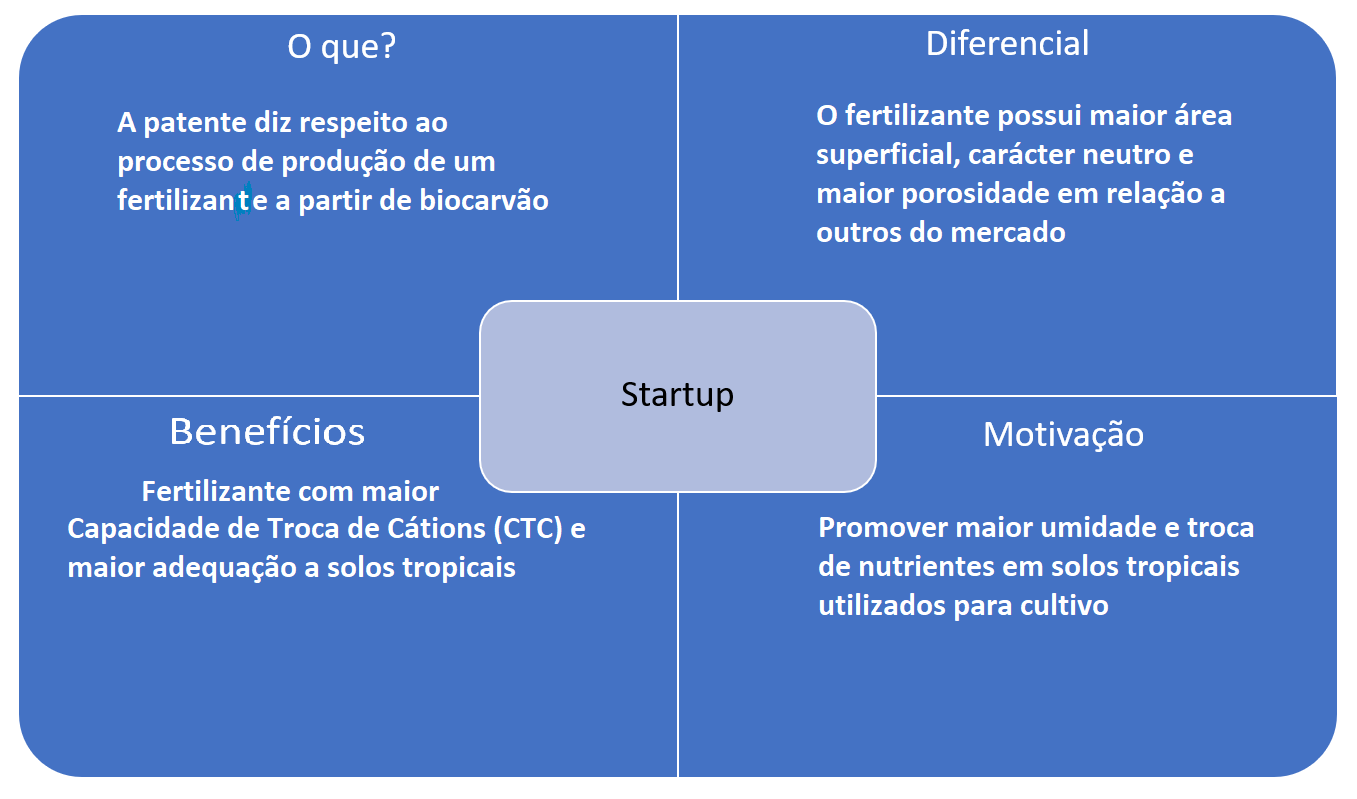 O que?
A patente diz respeito ao
processo de produção de um
fertilizante a partir de biocarvão
Diferencial
O fertilizante possui maior área
superficial, carácter neutro e
maior porosidade em relação a
outros do mercado
Startup
Benefícios
Fertilizante com maior
Capacidade de Troca de Cátions (CTC) e
maior adequação a solos tropicais
Motivação
Promover maior umidade e troca
de nutrientes em solos tropicais
utilizados para cultivo